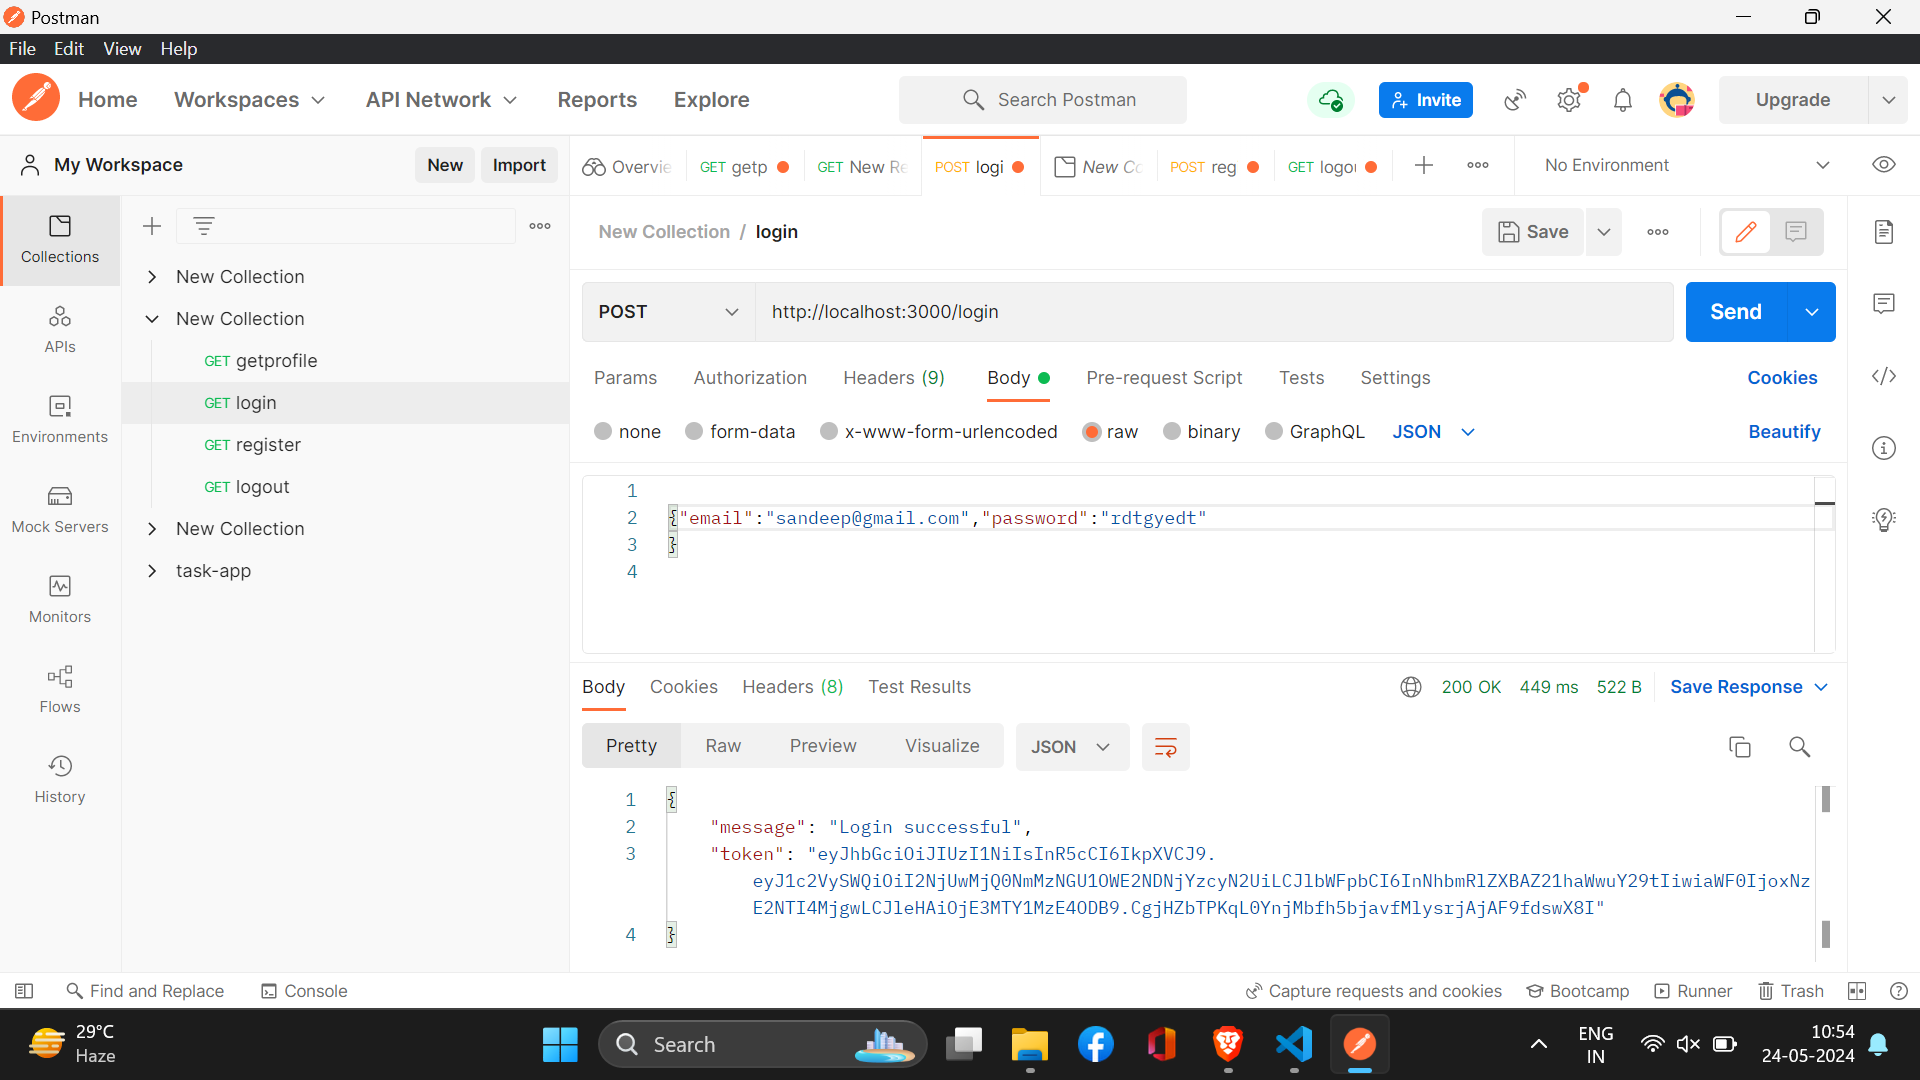 Postman
File Edit View Help
Home Workspaces API Network Reports Explore Search Postman Invite Upgrade
My Workspace New Import Overvie GET getp GET New Re POST logi New Co POST reg GET logou No Environment
Collections
APIs
Environments
Mock Servers
Monitors
Flows
History
New Collection
New Collection
GET getprofile
GET login
GET register
GET logout
New Collection
task-app
New Collection / login Save
POST http://localhost:3000/login Send
Params Authorization Headers (9) Body Pre-request Script Tests Settings Cookies
none form-data x-www-form-urlencoded raw binary GraphQL JSON Beautify
1
2 {"email":"sandeep@gmail.com","password":"rdtgyedt"
3 }
4
Body Cookies Headers (8) Test Results 200 OK 449 ms 522 B Save Response
Pretty Raw Preview Visualize JSON
1 {
2 "message": "Login successful",
3 "token": "eyJhbGciOiJIUzI1NiIsInR5cCI6IkpXVCJ9.
eyJ1c2VySWQiOiI2NjUwMjQ0NmMzNGU1OWE2NDNjYzcyN2UiLCJlbWFpbCI6InNhbmRlZXBAZ21haWwuY29tIiwiaWF0IjoxNz
E2NTI4MjgwLCJleHAiOjE3MTY1MzE4ODB9.CgjHZbTPKqL0YnjMbfh5bjavfMlysrjAjAF9fdswX8I"
4 }
Find and Replace Console Capture requests and cookies Bootcamp Runner Trash
29°C
Haze
Search
ENG
IN
10:54
24-05-2024